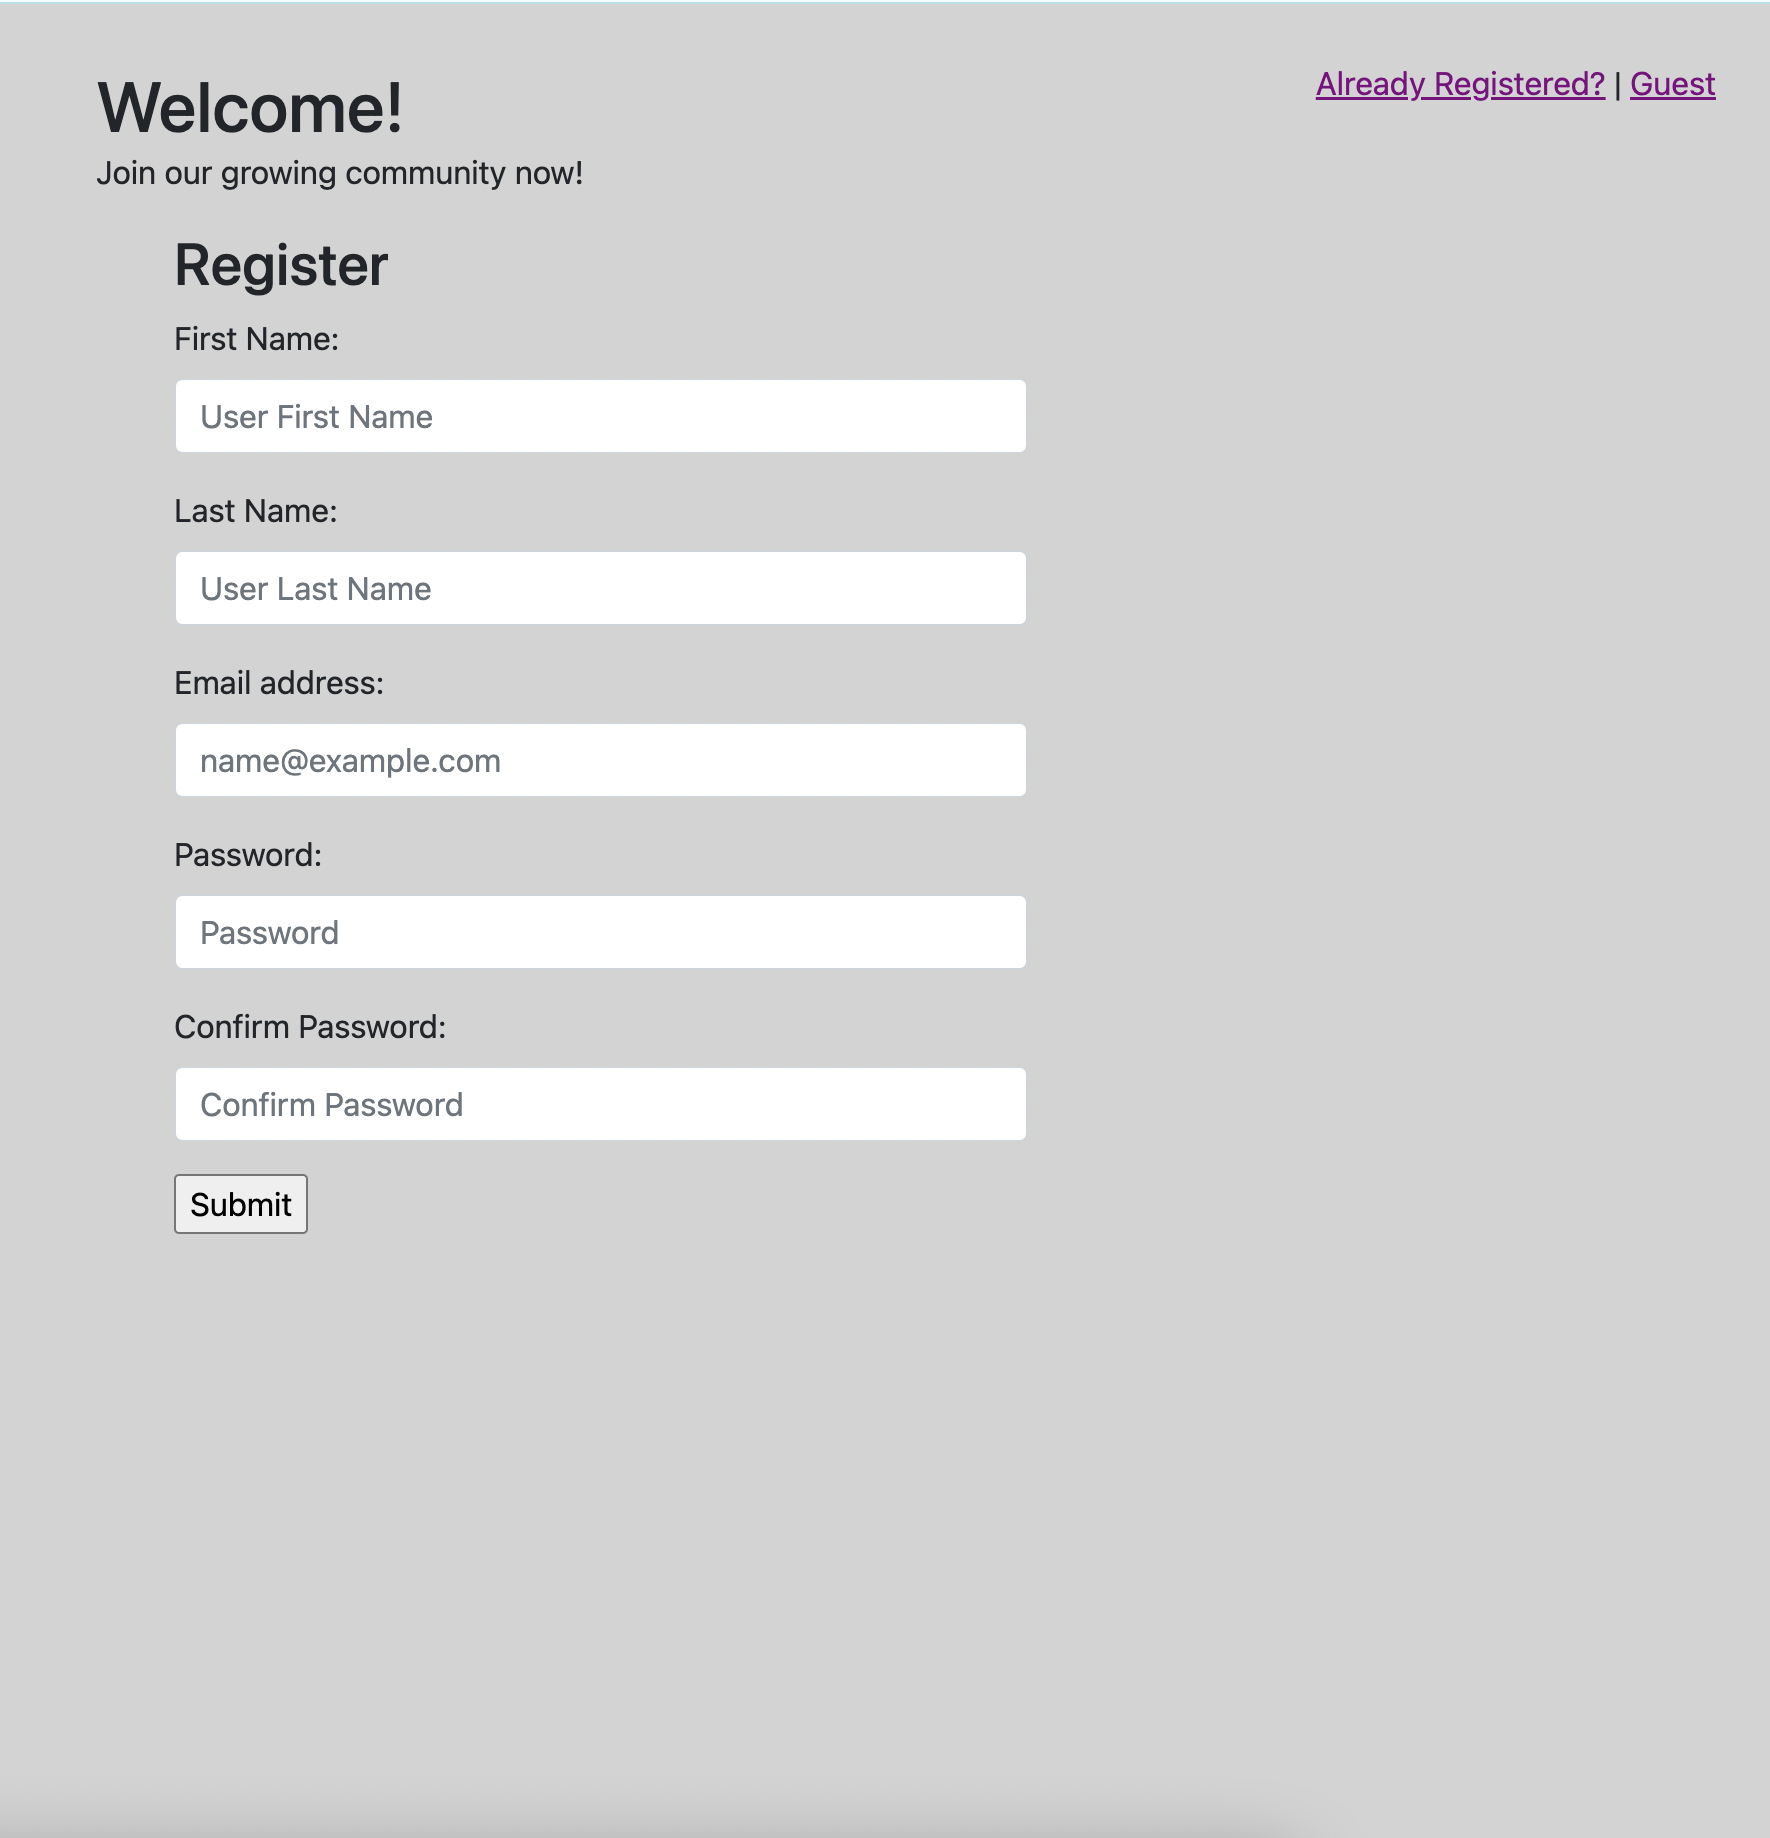 Welcome!
Already Registered? | Guest
Join our growing community now!
Register
First Name:
User First Name
Last Name:
User Last Name
Email address:
name@example.com
Password:
Password
Confirm Password:
Confirm Password
Submit